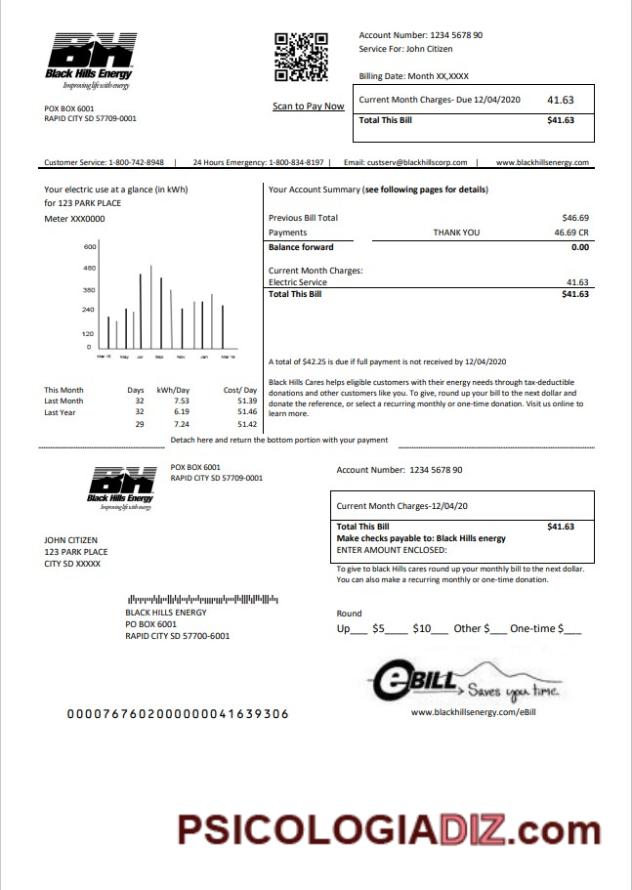 Account Number: 1234 5678 90
Service For: John Citizen
BH
Black Hills Energy
Improving life with energy
Billing Date: Month XX,XXXX
Current Month Charges- Due 12/04/2020 41.63
Total This Bill $41.63
POX BOX 6001
RAPID CITY SD 57709-0001
Scan to Pay Now
Customer Service: 1-800-742-8948 | 24 Hours Emergency: 1-800-834-8197 | Email: custserv@blackhillscorp.com | www.blackhillsenergy.com
Your electric use at a glance (in kWh)
for 123 PARK PLACE
Meter XXX0000
600
480
360
240
120
0
Mar 15 May Jul Sep Nov Jan Mar 16
This Month Days kWh/Day Cost/ Day
Last Month 32 7.53 51.39
Last Year 32 6.19 51.46
29 7.24 51.42
Your Account Summary (see following pages for details)
Previous Bill Total $46.69
Payments THANK YOU 46.69 CR
Balance forward 0.00
Current Month Charges:
Electric Service 41.63
Total This Bill $41.63
A total of $42.25 is due if full payment is not received by 12/04/2020
Black Hills Cares helps eligible customers with their energy needs through tax-deductible
donations and other customers like you. To give, round up your bill to the next dollar and
donate the reference, or select a recurring monthly or one-time donation. Visit us online to
learn more.
Detach here and return the bottom portion with your payment
BH
Black Hills Energy
Improving life with energy
POX BOX 6001
RAPID CITY SD 57709-0001
Account Number: 1234 5678 90
Current Month Charges-12/04/20
Total This Bill $41.63
Make checks payable to: Black Hills energy
ENTER AMOUNT ENCLOSED:
JOHN CITIZEN
123 PARK PLACE
CITY SD XXXXX
To give to black Hills cares round up your monthly bill to the next dollar.
You can also make a recurring monthly or one-time donation.
BLACK HILLS ENERGY
PO BOX 6001
RAPID CITY SD 57700-6001
Round
Up___ $5____ $10___ Other $___ One-time $___
eBILL Saves you time.
www.blackhillsenergy.com/eBill
0000767602000000041639306
PSICOLOGIADIZ.com